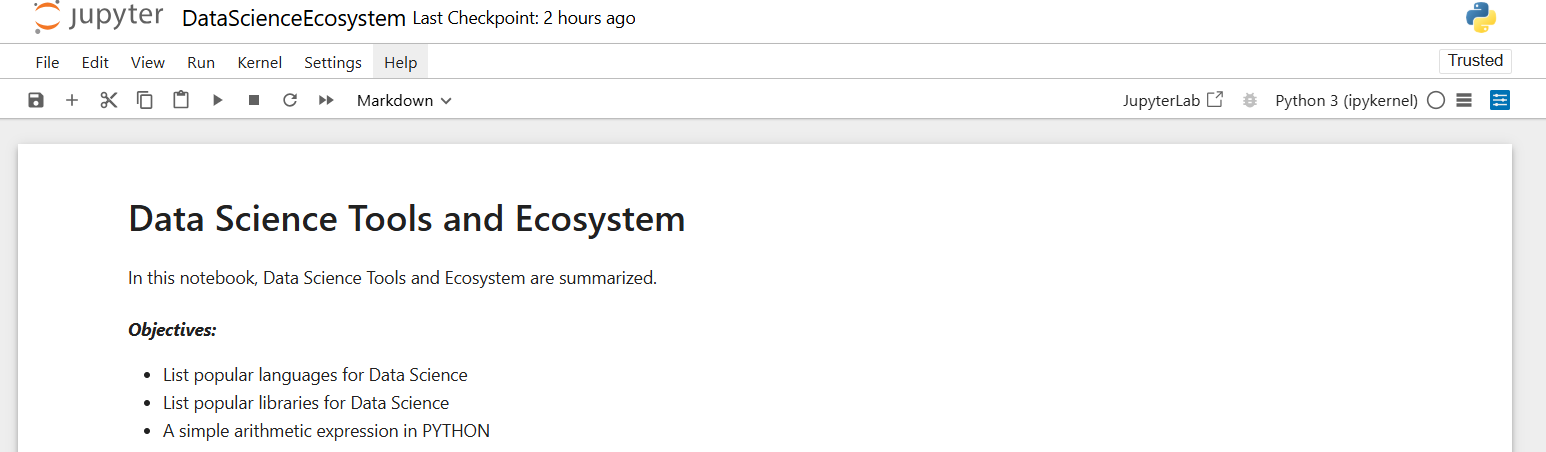 jupyter DataScienceEcosystem Last Checkpoint: 2 hours ago
File Edit View Run Kernel Settings Help Trusted
Markdown JupyterLab Python 3 (ipykernel)
Data Science Tools and Ecosystem
In this notebook, Data Science Tools and Ecosystem are summarized.
Objectives:
• List popular languages for Data Science
• List popular libraries for Data Science
• A simple arithmetic expression in PYTHON